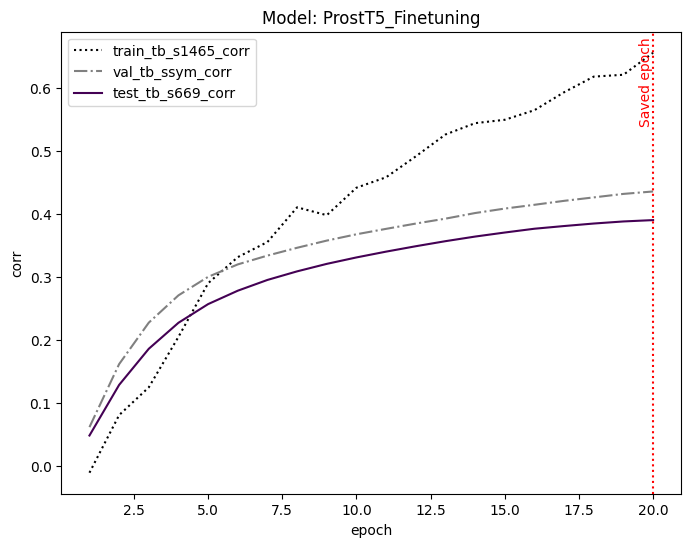 Model: ProstT5_Finetuning
train_tb_s1465_corr
val_tb_ssym_corr
test_tb_s669_corr
Saved epoch
corr
0.6
0.5
0.4
0.3
0.2
0.1
0.0
2.5 5.0 7.5 10.0 12.5 15.0 17.5 20.0
epoch